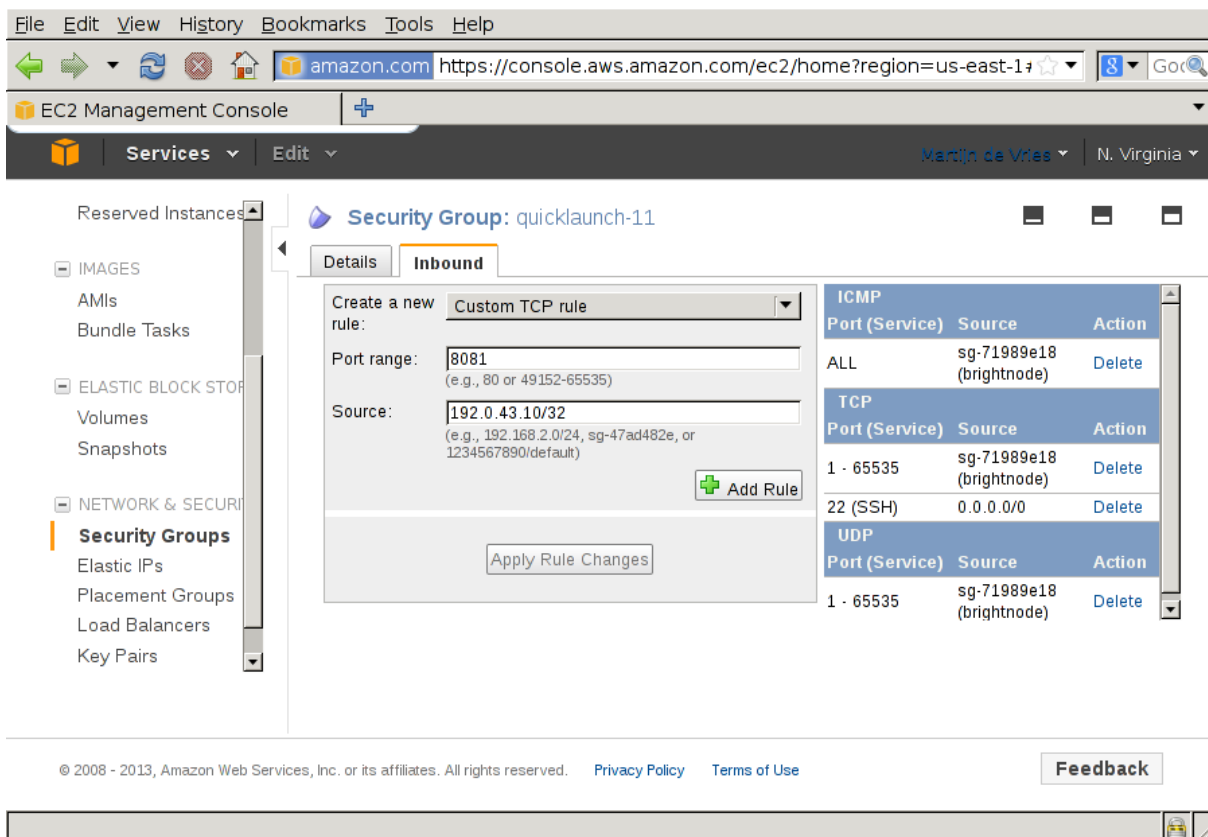 File Edit View History Bookmarks Tools Help
amazon.com https://console.aws.amazon.com/ec2/home?region=us-east-1#
EC2 Management Console
Services Edit Martijn de Vries N. Virginia
Reserved Instances
IMAGES
AMIs
Bundle Tasks
ELASTIC BLOCK STOR
Volumes
Snapshots
NETWORK & SECURI
Security Groups
Elastic IPs
Placement Groups
Load Balancers
Key Pairs
Security Group: quicklaunch-11
Details Inbound
Create a new
rule:
Custom TCP rule
Port range: 8081
(e.g., 80 or 49152-65535)
Source: 192.0.43.10/32
(e.g., 192.168.2.0/24, sg-47ad482e, or
1234567890/default)
Add Rule
Apply Rule Changes
ICMP
Port (Service) Source Action
ALL sg-71989e18 (brightnode) Delete
TCP
Port (Service) Source Action
1 - 65535 sg-71989e18 (brightnode) Delete
22 (SSH) 0.0.0.0/0 Delete
UDP
Port (Service) Source Action
1 - 65535 sg-71989e18 (brightnode) Delete
© 2008 - 2013, Amazon Web Services, Inc. or its affiliates. All rights reserved. Privacy Policy Terms of Use
Feedback